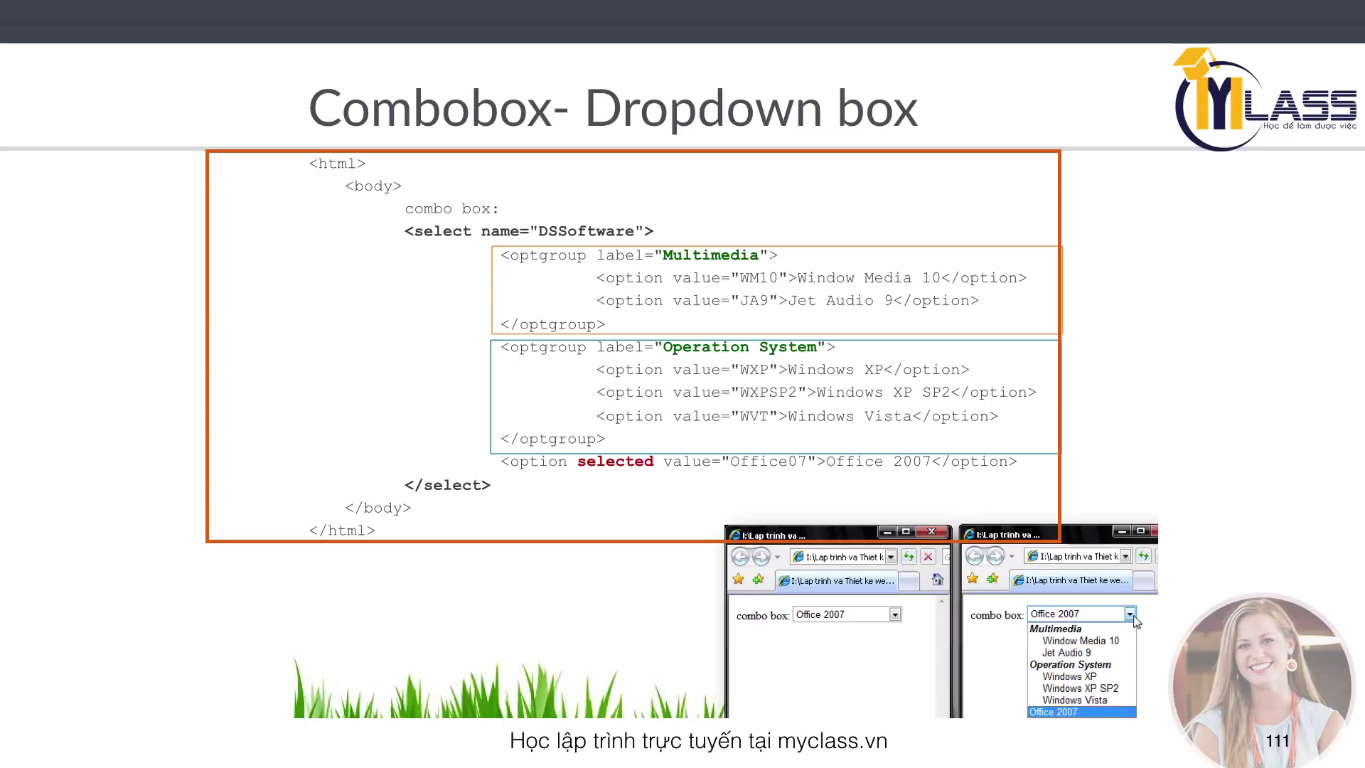 Combobox- Dropdown box
MYCLASS
Học để làm được việc
<html>
<body>
combo box:
<select name="DSSoftware">
<optgroup label="Multimedia">
<option value="WM10">Window Media 10</option>
<option value="JA9">Jet Audio 9</option>
</optgroup>
<optgroup label="Operation System">
<option value="WXP">Windows XP</option>
<option value="WXPSP2">Windows XP SP2</option>
<option value="WVT">Windows Vista</option>
</optgroup>
<option selected value="Office07">Office 2007</option>
</select>
</body>
</html>
I:\Lap trinh va ...
I:\Lap trinh va Thiet k
I:\Lap trinh va Thiet ke we...
combo box: Office 2007
I:\Lap trinh va ...
I:\Lap trinh va Thiet k
I:\Lap trinh va Thiet ke we...
combo box: Office 2007
Multimedia
Window Media 10
Jet Audio 9
Operation System
Windows XP
Windows XP SP2
Windows Vista
Office 2007
Học lập trình trực tuyến tại myclass.vn
111